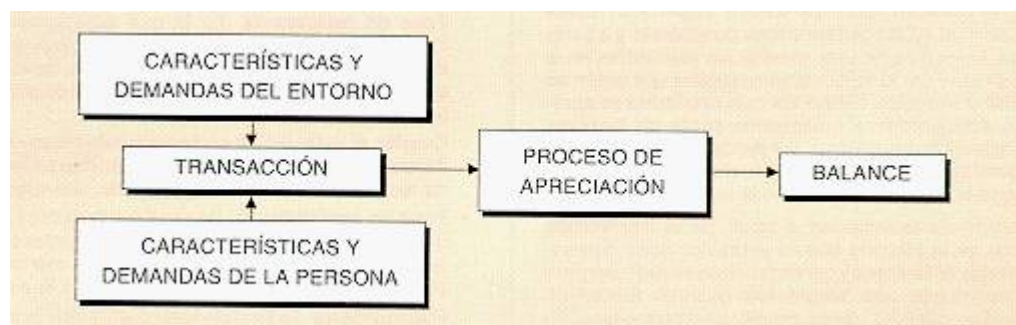 CARACTERÍSTICAS Y
DEMANDAS DEL ENTORNO
TRANSACCIÓN
CARACTERÍSTICAS Y
DEMANDAS DE LA PERSONA
PROCESO DE
APRECIACIÓN
BALANCE